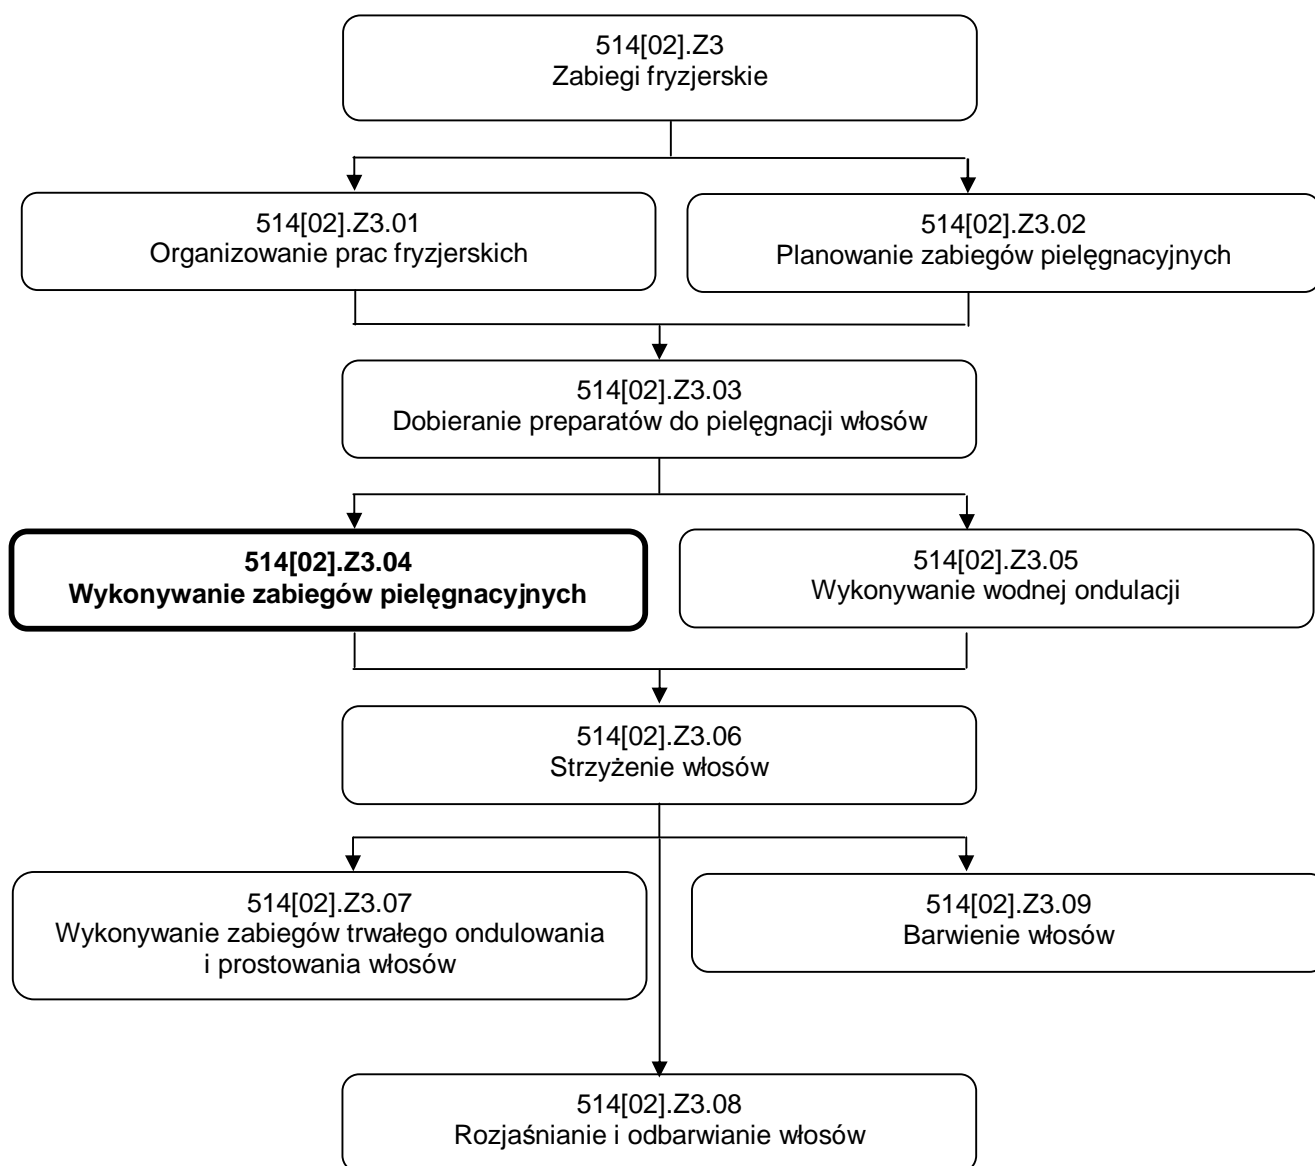 514[02].Z3
Zabiegi fryzjerskie
514[02].Z3.01
Organizowanie prac fryzjerskich
514[02].Z3.02
Planowanie zabiegów pielęgnacyjnych
514[02].Z3.03
Dobieranie preparatów do pielęgnacji włosów
514[02].Z3.04
Wykonywanie zabiegów pielęgnacyjnych
514[02].Z3.05
Wykonywanie wodnej ondulacji
514[02].Z3.06
Strzyżenie włosów
514[02].Z3.07
Wykonywanie zabiegów trwałego ondulowania
i prostowania włosów
514[02].Z3.09
Barwienie włosów
514[02].Z3.08
Rozjaśnianie i odbarwianie włosów